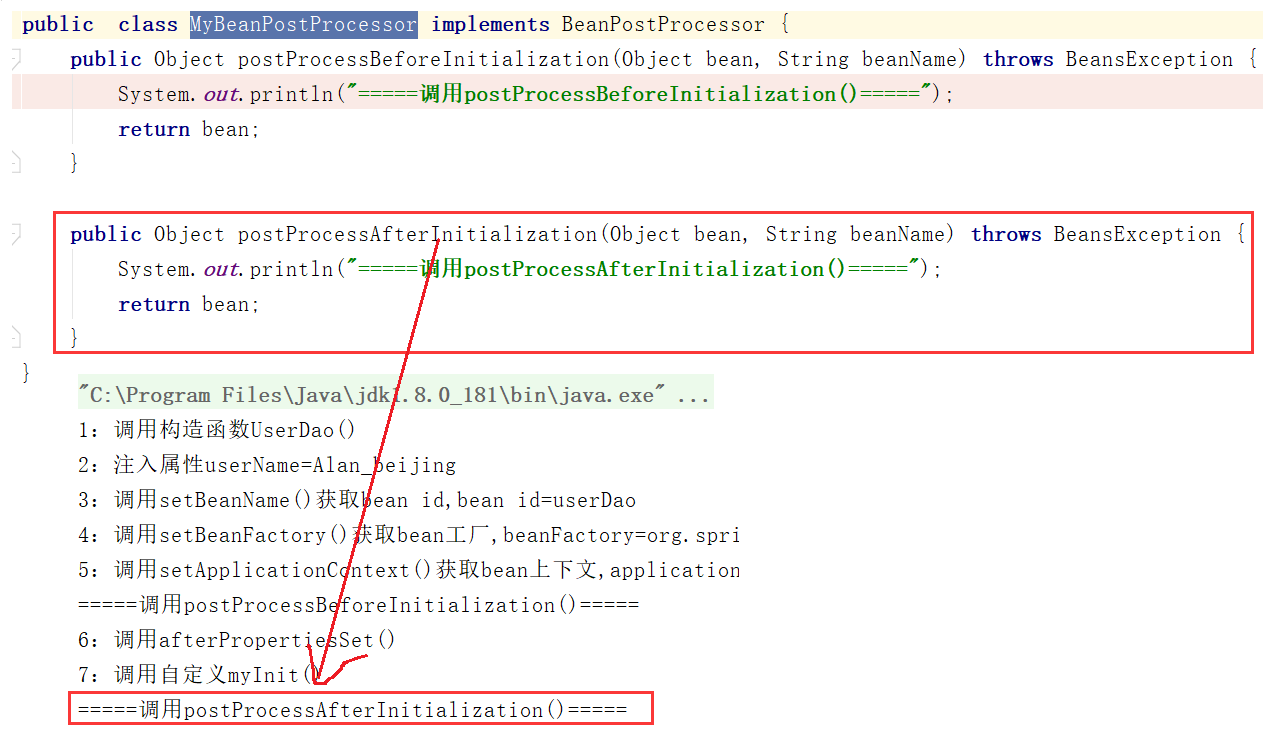 public  class MyBeanPostProcessor implements BeanPostProcessor {
    public Object postProcessBeforeInitialization(Object bean, String beanName) throws BeansException {
        System.out.println("=====调用postProcessBeforeInitialization()=====");
        return bean;
    }
    public Object postProcessAfterInitialization(Object bean, String beanName) throws BeansException {
        System.out.println("=====调用postProcessAfterInitialization()=====");
        return bean;
    }
}
"C:\Program Files\Java\jdk1.8.0_181\bin\java.exe" ...
1：调用构造函数UserDao()
2：注入属性userName=Alan_beijing
3：调用setBeanName()获取bean id,bean id=userDao
4：调用setBeanFactory()获取bean工厂,beanFactory=org.spri
5：调用setApplicationContext()获取bean上下文,application
=====调用postProcessBeforeInitialization()=====
6：调用afterPropertiesSet()
7：调用自定义myInit()
=====调用postProcessAfterInitialization()=====